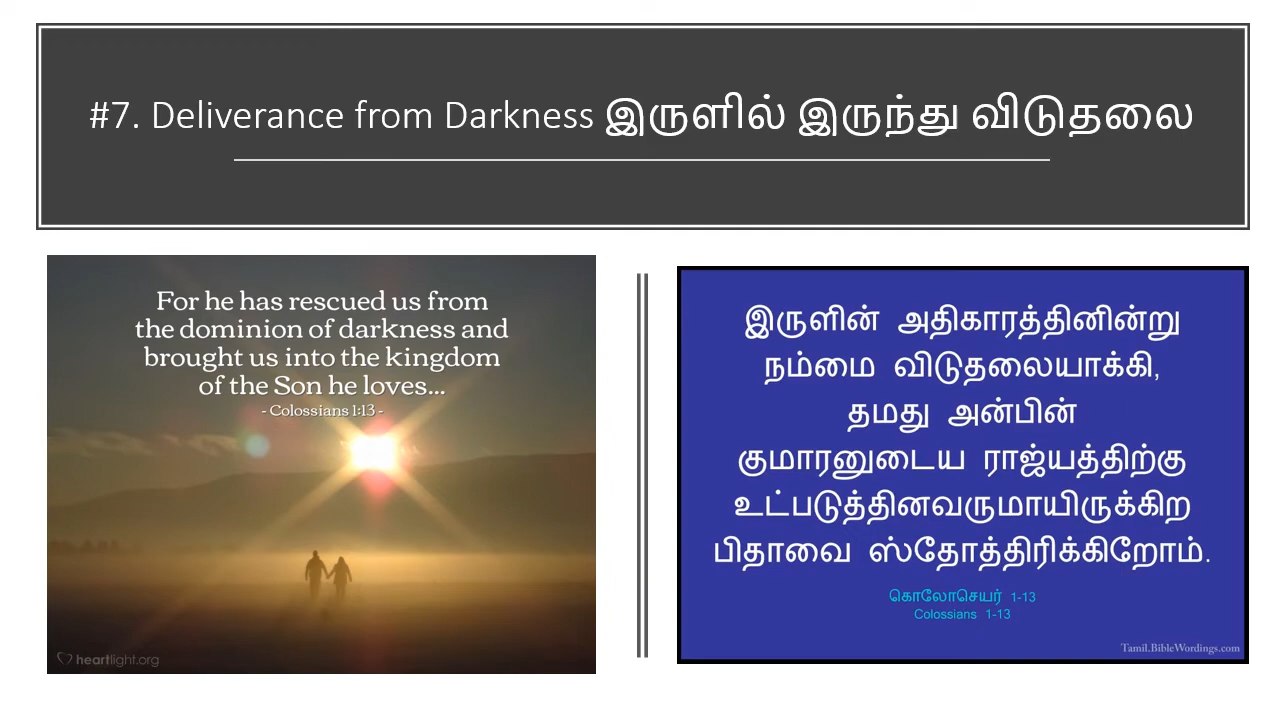 #7. Deliverance from Darkness இருளில் இருந்து விடுதலை
For he has rescued us from
the dominion of darkness and
brought us into the kingdom
of the Son he loves...
- Colossians 1:13 -
heartlight.org
இருளின் அதிகாரத்தினின்று
நம்மை விடுதலையாக்கி,
தமது அன்பின்
குமாரனுடைய ராஜ்யத்திற்கு
உட்படுத்தினவருமாயிருக்கிற
பிதாவை ஸ்தோத்திரிக்கிறோம்.
கொலோசெயர் 1-13
Colossians 1-13
Tamil.BibleWordings.com